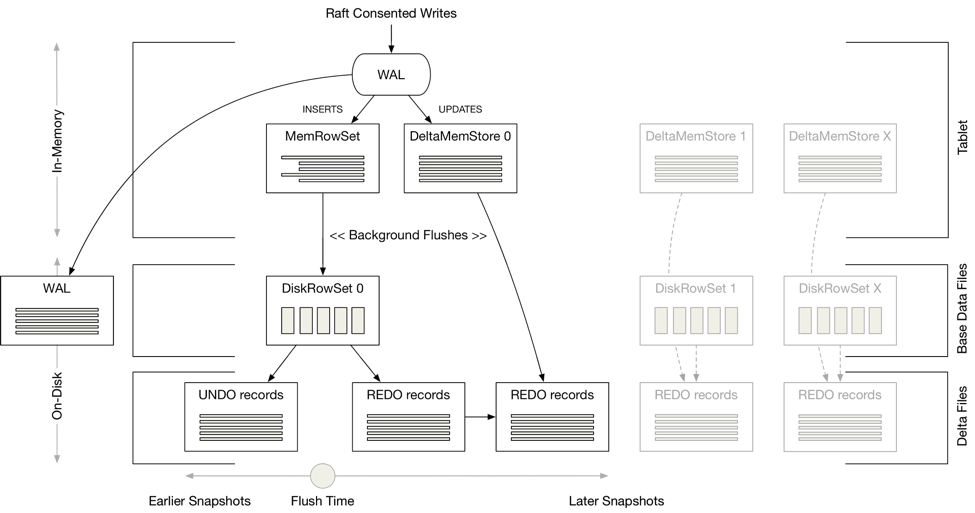 Raft Consented Writes
WAL
INSERTS
UPDATES
MemRowSet
DeltaMemStore 0
DeltaMemStore 1
DeltaMemStore X
In-Memory
Tablet
<< Background Flushes >>
WAL
DiskRowSet 0
DiskRowSet 1
DiskRowSet X
Base Data Files
On-Disk
UNDO records
REDO records
REDO records
REDO records
REDO records
Delta Files
Earlier Snapshots
Flush Time
Later Snapshots